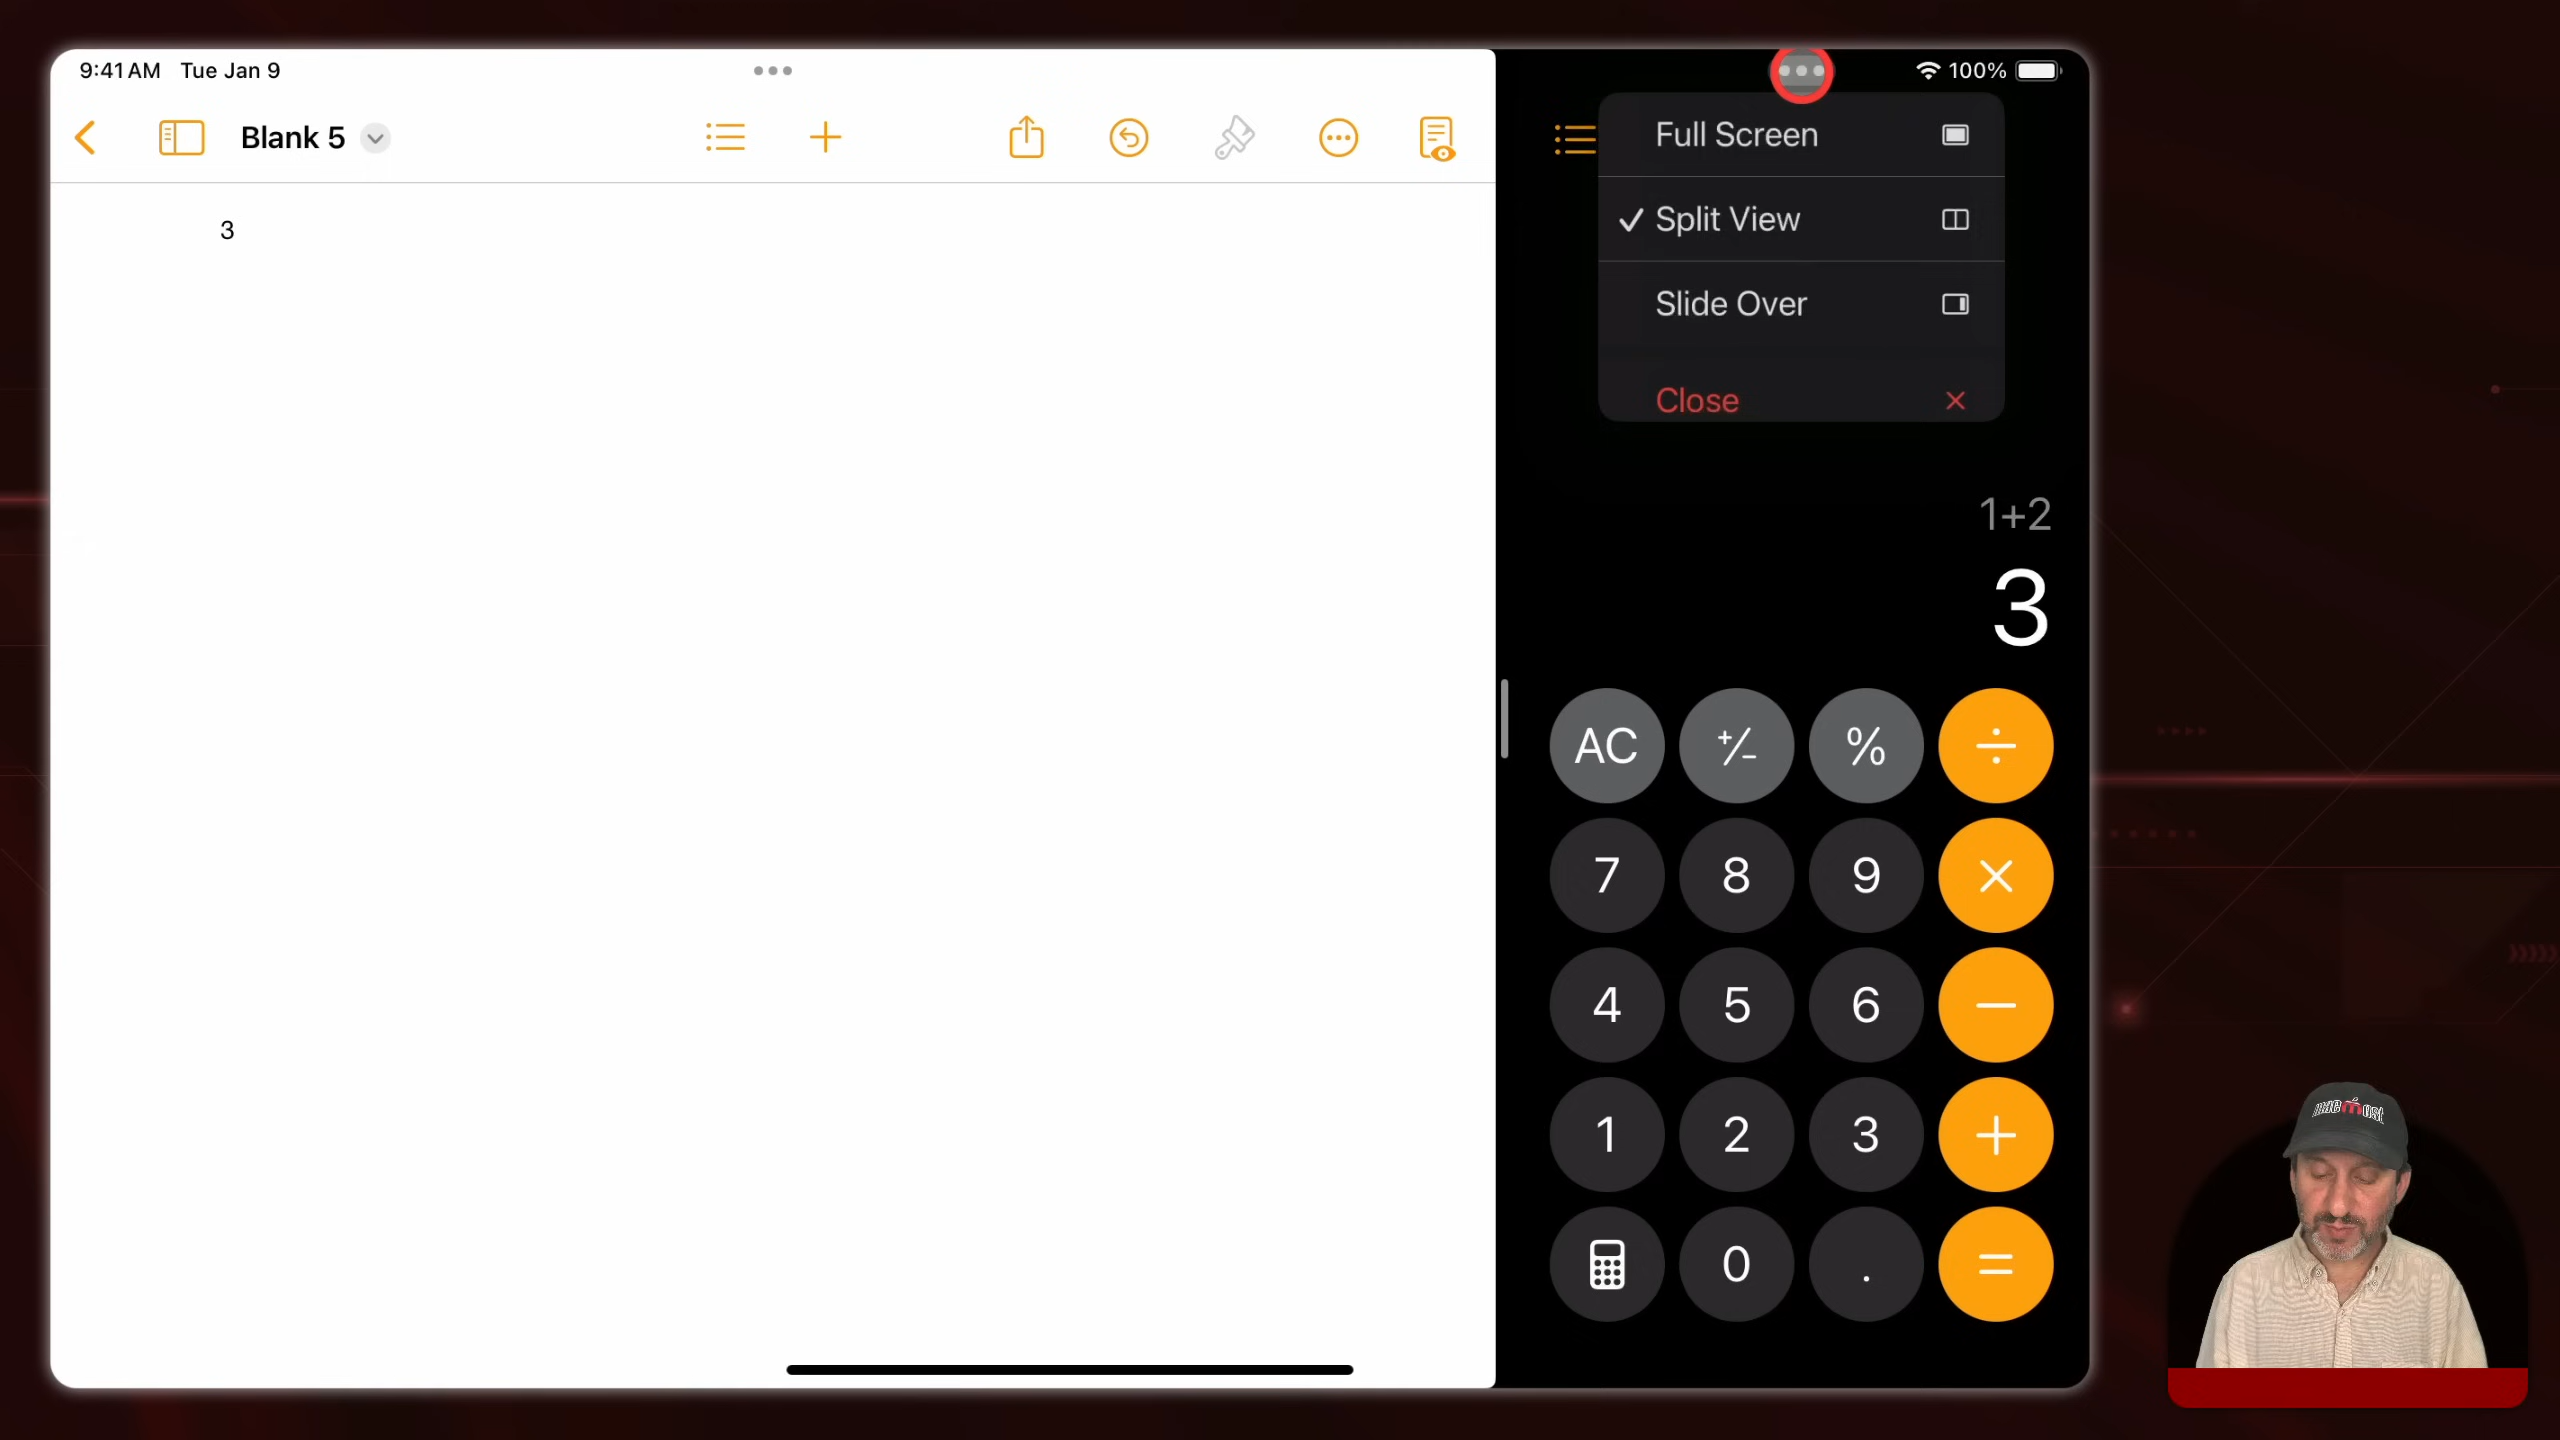 9:41 AM Tue Jan 9
100%
Blank 5
3
Full Screen
Split View
Slide Over
Close
1+2
3
AC +/− % ÷
7 8 9 ×
4 5 6 −
1 2 3 +
0 . =
macmost